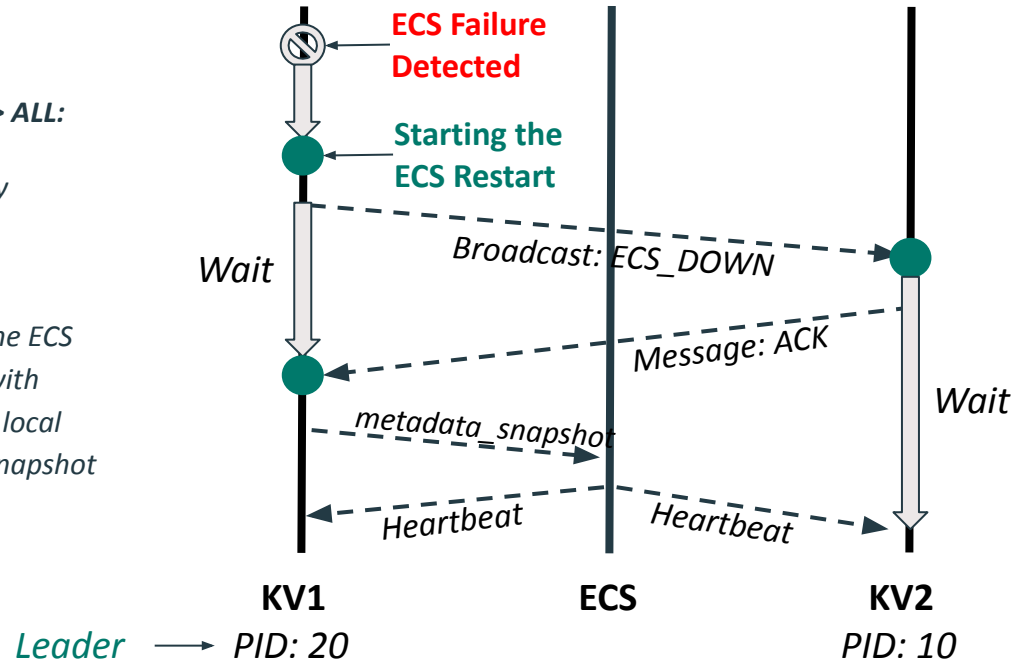 ECS Failure
Detected
> ALL:
Starting the
ECS Restart
y
Broadcast: ECS_DOWN
Wait
Message: ACK
he ECS
with
local
napshot
Wait
metadata_snapshot
Heartbeat
Heartbeat
KV1
ECS
KV2
Leader
PID: 20
PID: 10